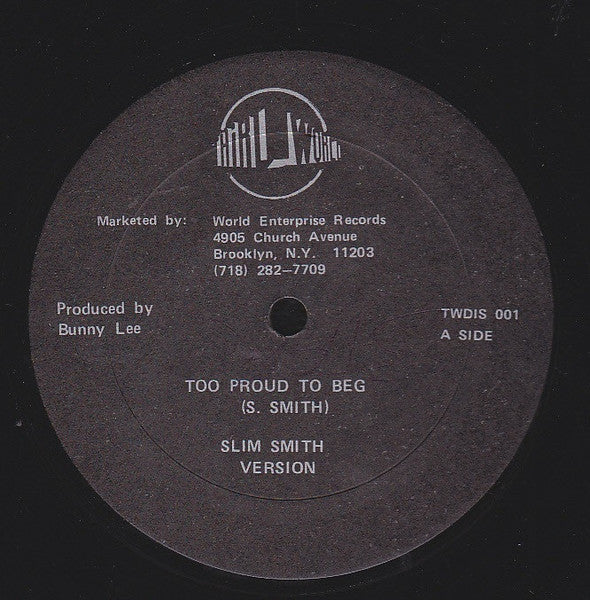 WORLD
Marketed by: World Enterprise Records
4905 Church Avenue
Brooklyn, N.Y. 11203
(718) 282-7709
Produced by
Bunny Lee
TWDIS 001
A SIDE
TOO PROUD TO BEG
(S. SMITH)
SLIM SMITH
VERSION